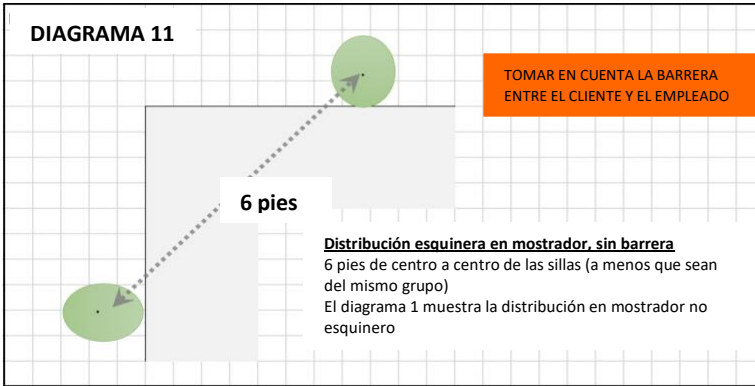 DIAGRAMA 11
TOMAR EN CUENTA LA BARRERA
ENTRE EL CLIENTE Y EL EMPLEADO
6 pies
Distribución esquinera en mostrador, sin barrera
6 pies de centro a centro de las sillas (a menos que sean
del mismo grupo)
El diagrama 1 muestra la distribución en mostrador no
esquinero